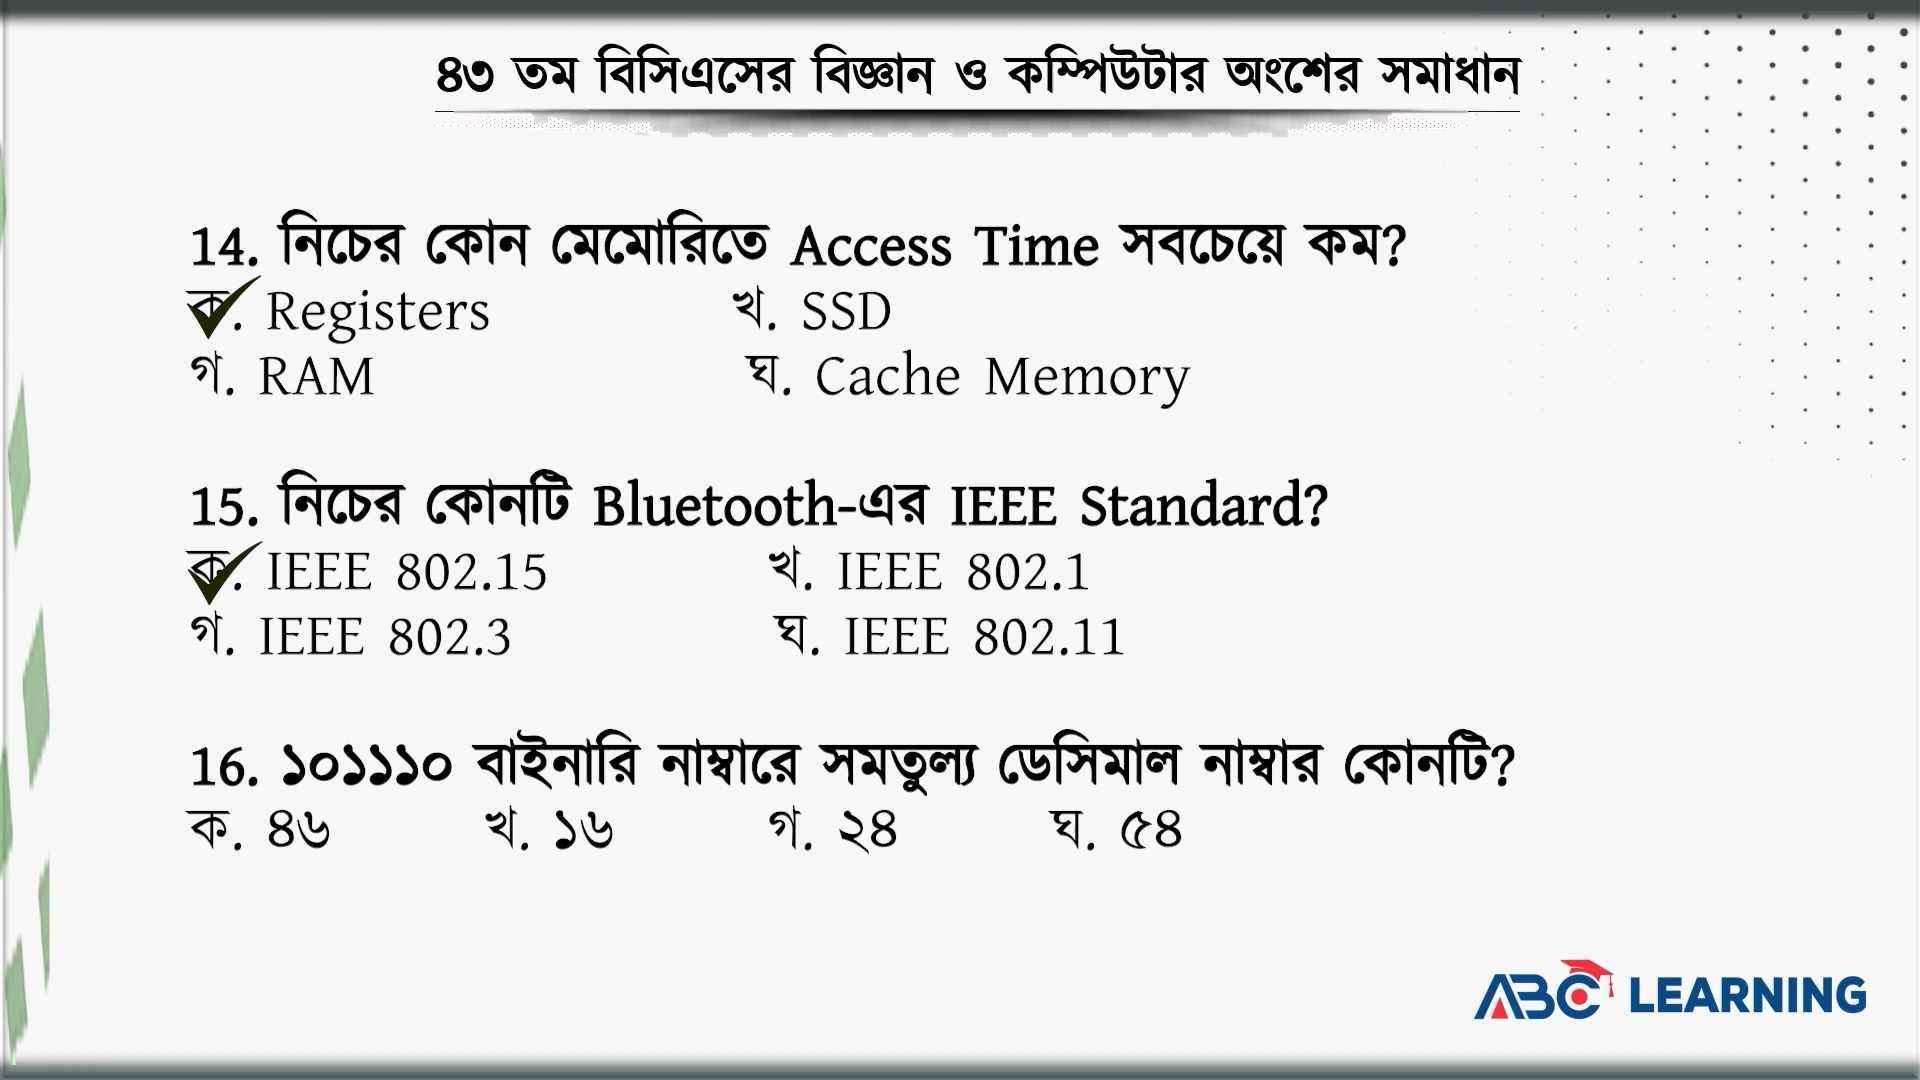 ৪৩ তম বিসিএসের বিজ্ঞান ও কম্পিউটার অংশের সমাধান
14. নিচের কোন মেমোরিতে Access Time সবচেয়ে কম?
ক. Registers খ. SSD
গ. RAM ঘ. Cache Memory
15. নিচের কোনটি Bluetooth-এর IEEE Standard?
ক. IEEE 802.15 খ. IEEE 802.1
গ. IEEE 802.3 ঘ. IEEE 802.11
16. ১০১১১০ বাইনারি নাম্বারে সমতুল্য ডেসিমাল নাম্বার কোনটি?
ক. ৪৬ খ. ১৬ গ. ২৪ ঘ. ৫৪
ABC LEARNING